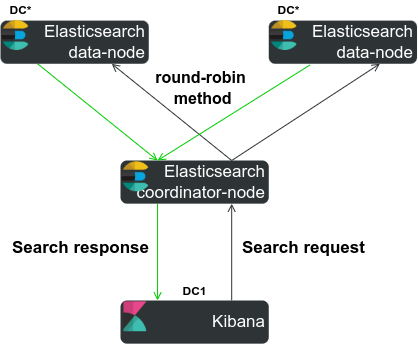 DC*
DC*
Elasticsearch
data-node
Elasticsearch
data-node
round-robin
method
Elasticsearch
coordinator-node
Search response
Search request
DC1
Kibana